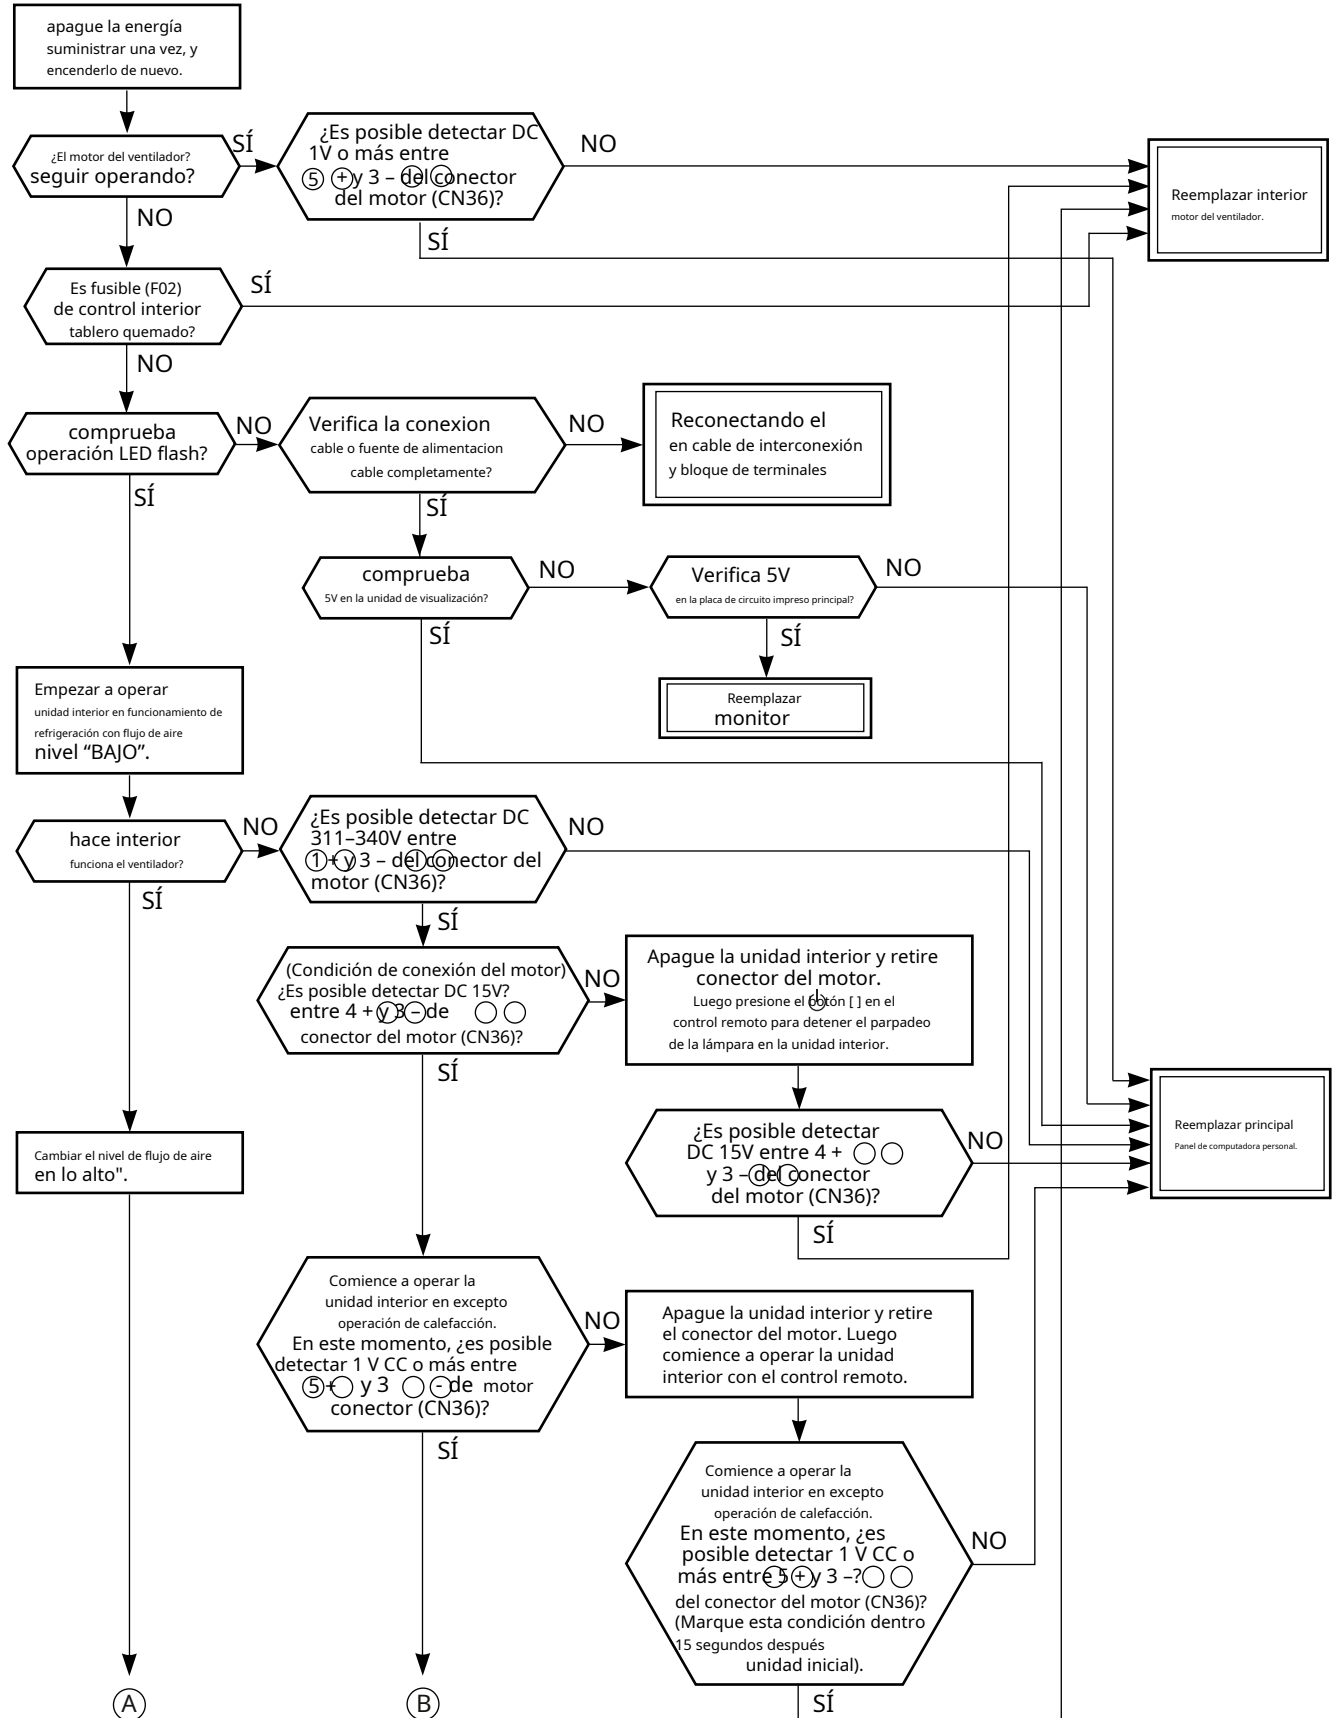 apague la energía
suministrar una vez, y
encenderlo de nuevo.
SÍ
¿El motor del ventilador?
seguir operando?
NO
¿Es posible detectar DC
1V o más entre
5 + y 3 – del conector
del motor (CN36)?
NO
SÍ
Reemplazar interior
motor del ventilador.
Es fusible (F02)
de control interior
tablero quemado?
SÍ
NO
comprueba
operación LED flash?
NO
SÍ
Verifica la conexion
cable o fuente de alimentacion
cable completamente?
NO
SÍ
Reconectando el
en cable de interconexión
y bloque de terminales
comprueba
5V en la unidad de visualización?
NO
SÍ
Verifica 5V
en la placa de circuito impreso principal?
NO
SÍ
Reemplazar
monitor
Empezar a operar
unidad interior en funcionamiento de
refrigeración con flujo de aire
nivel “BAJO”.
hace interior
funciona el ventilador?
NO
SÍ
¿Es posible detectar DC
311–340V entre
1 + y 3 – del conector del
motor (CN36)?
NO
SÍ
(Condición de conexión del motor)
¿Es posible detectar DC 15V?
entre 4 + y 3 – de
conector del motor (CN36)?
NO
SÍ
Apague la unidad interior y retire
conector del motor.
Luego presione el botón [ ] en el
control remoto para detener el parpadeo
de la lámpara en la unidad interior.
¿Es posible detectar
DC 15V entre 4 +
y 3 – del conector
del motor (CN36)?
NO
SÍ
Reemplazar principal
Panel de computadora personal.
Cambiar el nivel de flujo de aire
en lo alto".
Comience a operar la
unidad interior en excepto
operación de calefacción.
En este momento, ¿es posible
detectar 1 V CC o más entre
5 + y 3 - de motor
conector (CN36)?
NO
SÍ
Apague la unidad interior y retire
el conector del motor. Luego
comience a operar la unidad
interior con el control remoto.
Comience a operar la
unidad interior en excepto
operación de calefacción.
En este momento, ¿es
posible detectar 1 V CC o
más entre 5 + y 3 –?
del conector del motor (CN36)?
(Marque esta condición dentro
15 segundos después
unidad inicial).
NO
SÍ
A
B